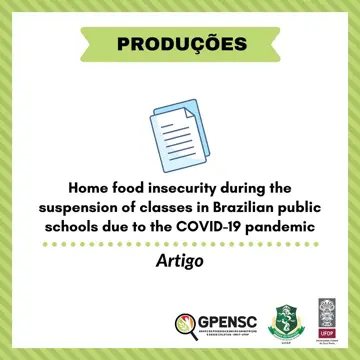 PRODUÇÕES
Home food insecurity during the
suspension of classes in Brazilian public
schools due to the COVID-19 pandemic
Artigo
GPENSC
UFOP